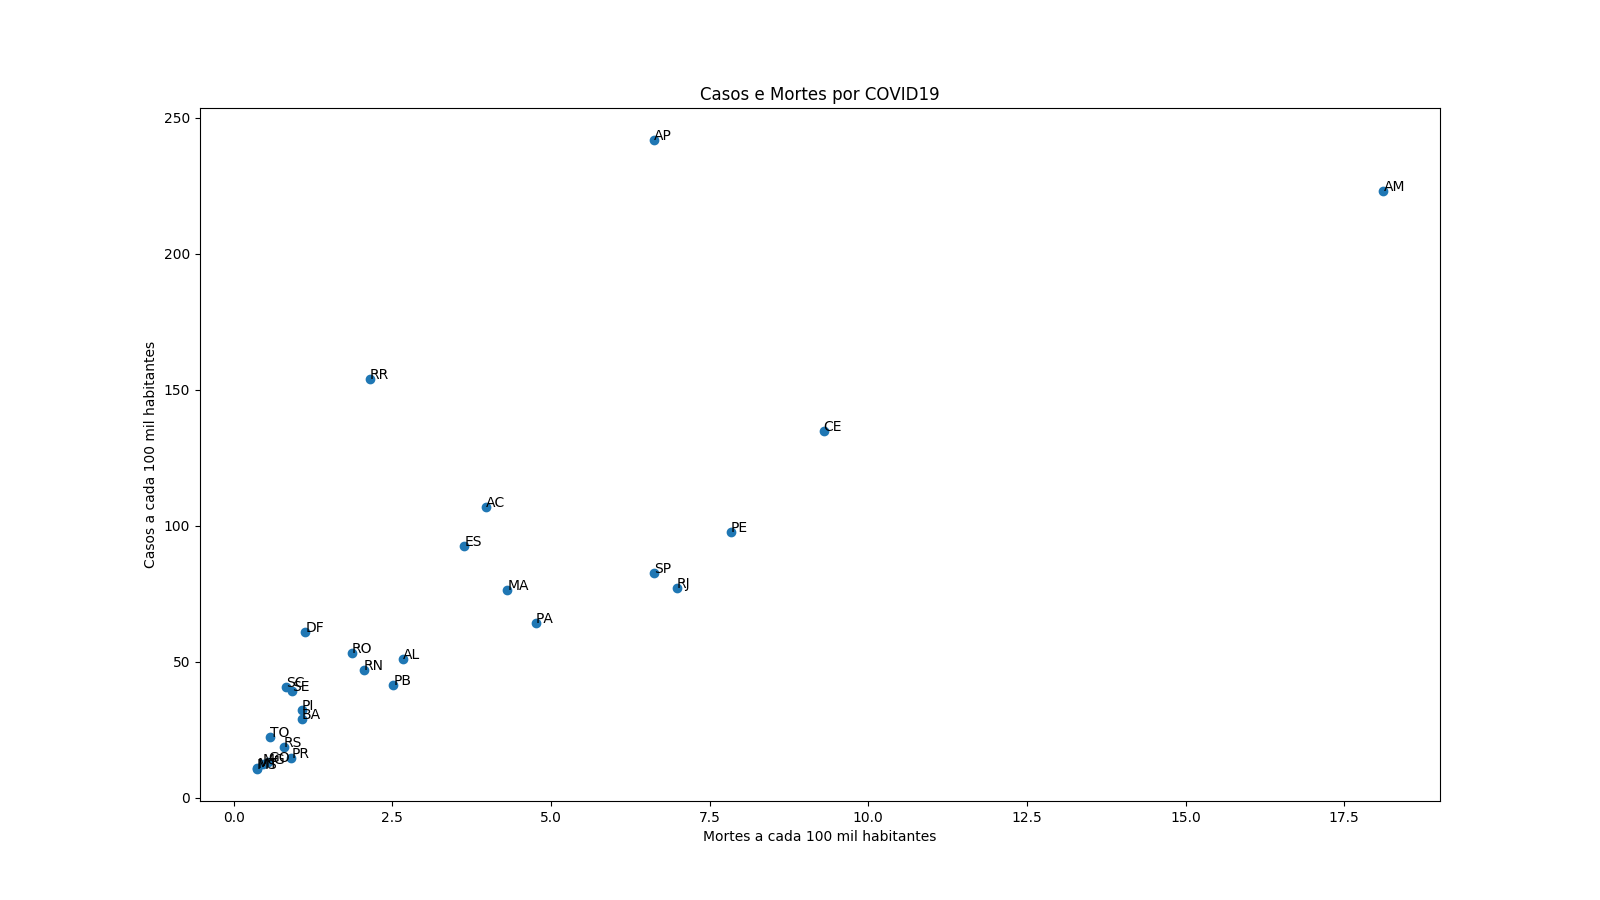 Casos e Mortes por COVID19
250
200
150
100
50
0
Casos a cada 100 mil habitantes
AP
AM
RR
CE
AC
PE
ES
SP
RJ
MA
PA
DF
RO
AL
RN
PB
SC
SE
PI
BA
TO
RS
PR
GO
MG
0.0 2.5 5.0 7.5 10.0 12.5 15.0 17.5
Mortes a cada 100 mil habitantes